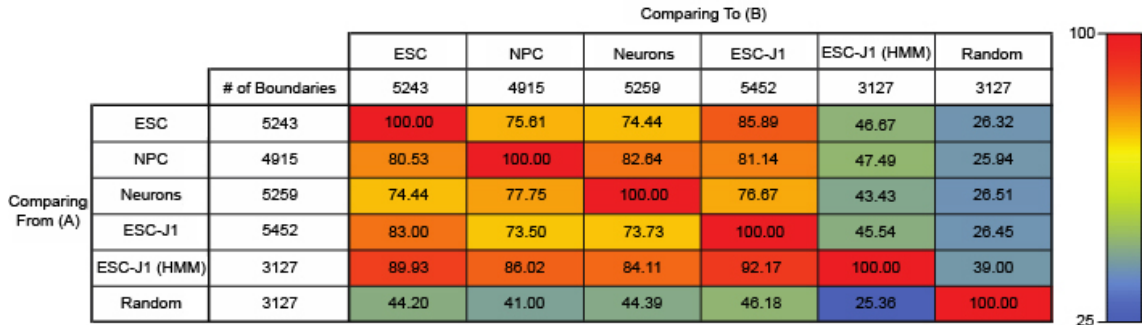 Comparing To (B)
ESC NPC Neurons ESC-J1 ESC-J1 (HMM) Random
# of Boundaries 5243 4915 5259 5452 3127 3127
Comparing From (A)
ESC 5243 100.00 75.61 74.44 85.89 46.67 26.32
NPC 4915 80.53 100.00 82.64 81.14 47.49 25.94
Neurons 5259 74.44 77.75 100.00 76.67 43.43 26.51
ESC-J1 5452 83.00 73.50 73.73 100.00 45.54 26.45
ESC-J1 (HMM) 3127 89.93 86.02 84.11 92.17 100.00 39.00
Random 3127 44.20 41.00 44.39 46.18 25.36 100.00
100
25